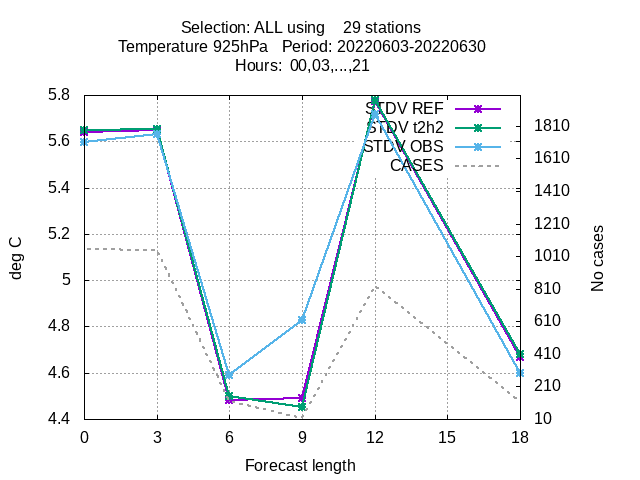 Selection: ALL using    29 stations
Temperature 925hPa   Period: 20220603-20220630
Hours:  00,03,...,21
5.8
5.6
5.4
5.2
5
4.8
4.6
4.4
deg C
STDV REF
STDV t2h2
STDV OBS
CASES
1810
1610
1410
1210
1010
810
610
410
210
10
No cases
0 3 6 9 12 15 18
Forecast length